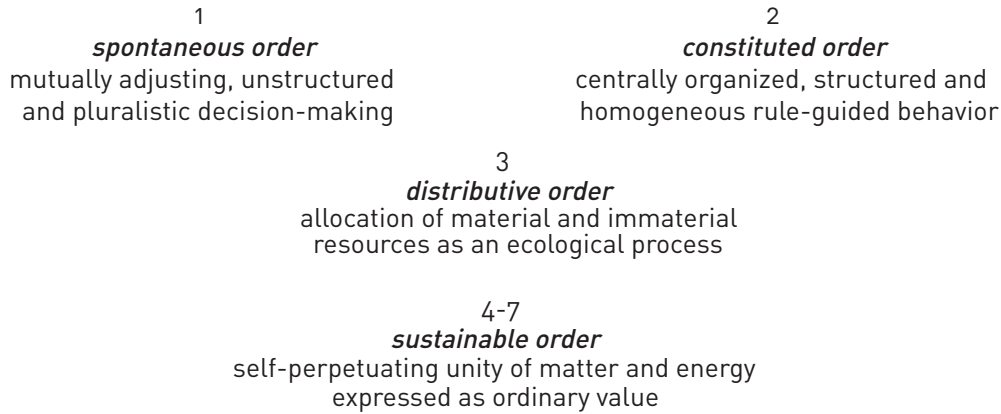 1
spontaneous order
mutually adjusting, unstructured
and pluralistic decision-making
2
constituted order
centrally organized, structured and
homogeneous rule-guided behavior
3
distributive order
allocation of material and immaterial
resources as an ecological process
4-7
sustainable order
self-perpetuating unity of matter and energy
expressed as ordinary value